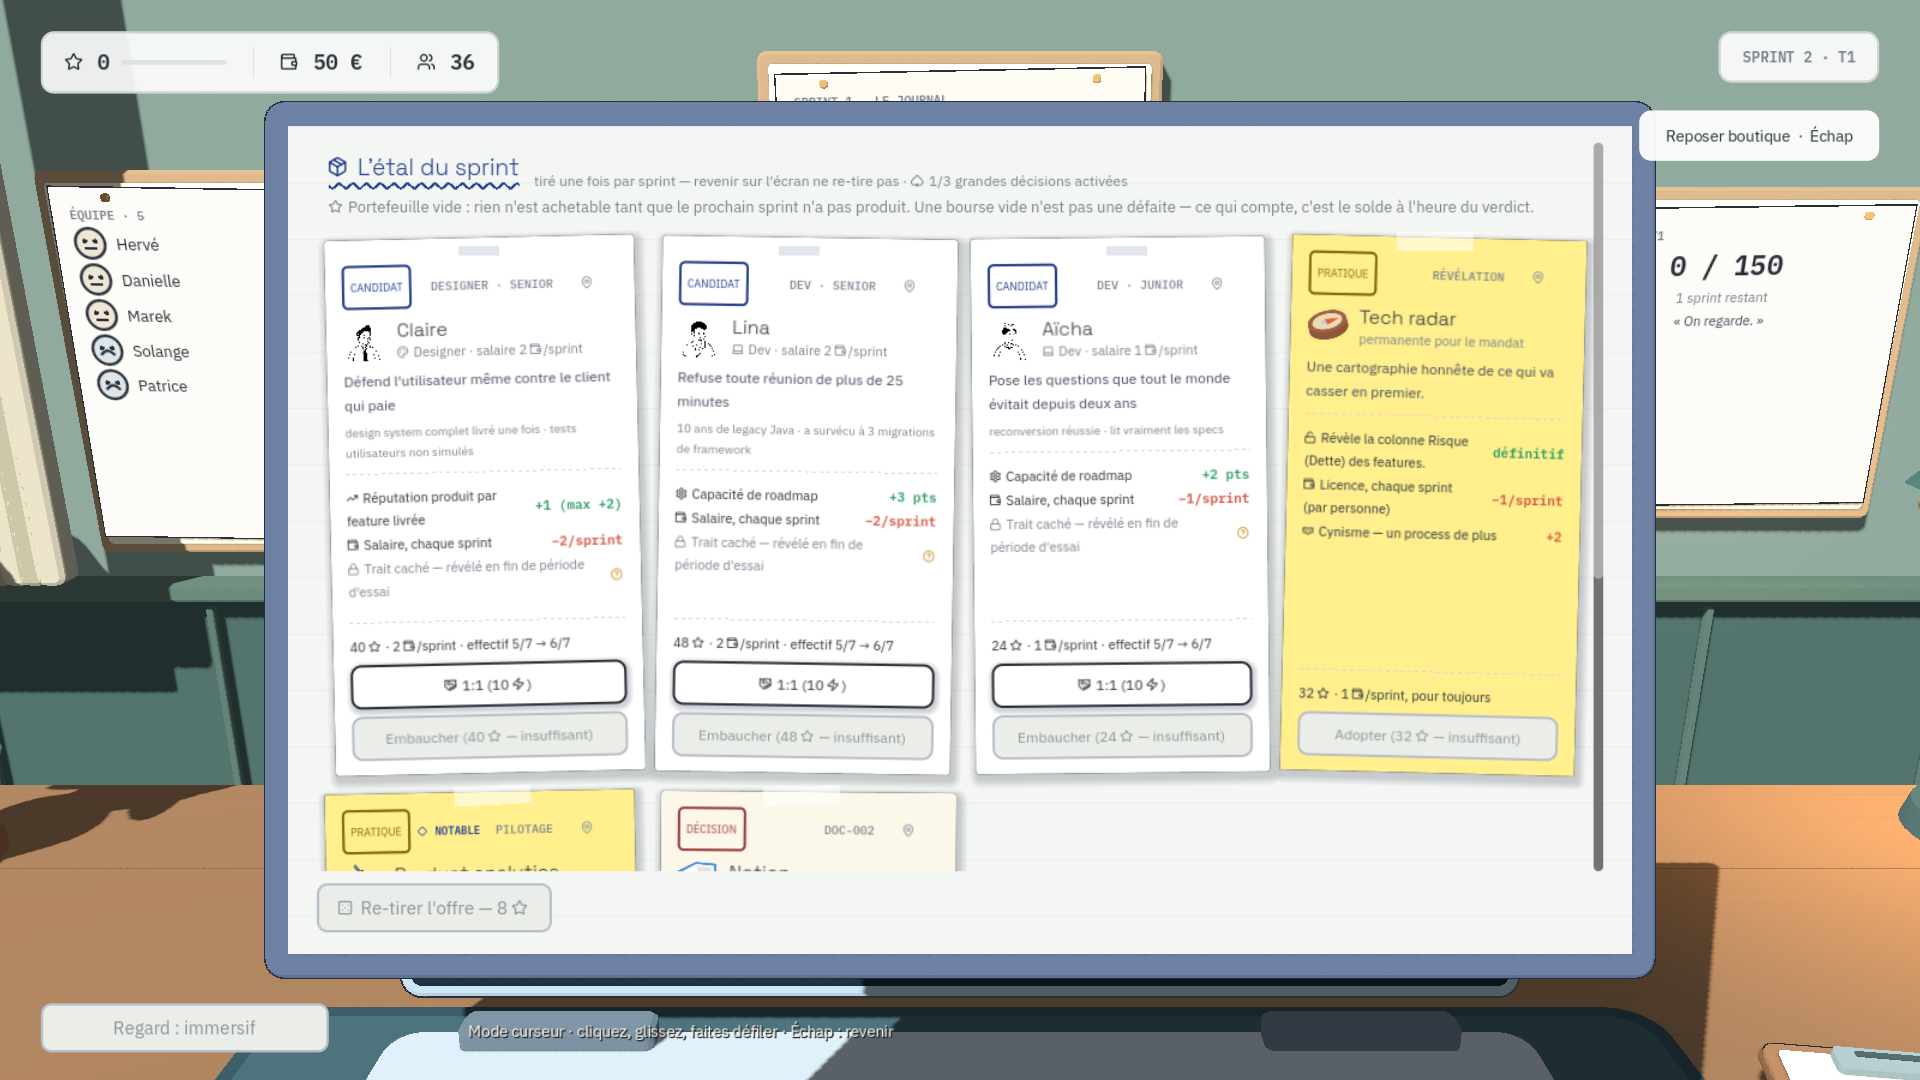 0
50 €
36
SPRINT 2 · T1
SPRINT 1 · LE JOURNAL
Reposer boutique · Échap
L'étal du sprint
tiré une fois par sprint — revenir sur l'écran ne re-tire pas · 1/3 grandes décisions activées
Portefeuille vide : rien n'est achetable tant que le prochain sprint n'a pas produit. Une bourse vide n'est pas une défaite — ce qui compte, c'est le solde à l'heure du verdict.
ÉQUIPE · 5
Hervé
Danielle
Marek
Solange
Patrice
CANDIDAT
DESIGNER · SENIOR
Claire
Designer · salaire 2 /sprint
Défend l'utilisateur même contre le client
qui paie
design system complet livré une fois · tests
utilisateurs non simulés
Réputation produit par
feature livrée
+1 (max +2)
Salaire, chaque sprint
−2/sprint
Trait caché — révélé en fin de période
d'essai
40 · 2 /sprint · effectif 5/7 → 6/7
1:1 (10 )
Embaucher (40 — insuffisant)
CANDIDAT
DEV · SENIOR
Lina
Dev · salaire 2 /sprint
Refuse toute réunion de plus de 25
minutes
10 ans de legacy Java · a survécu à 3 migrations
de framework
Capacité de roadmap
+3 pts
Salaire, chaque sprint
−2/sprint
Trait caché — révélé en fin de
période d'essai
48 · 2 /sprint · effectif 5/7 → 6/7
1:1 (10 )
Embaucher (48 — insuffisant)
CANDIDAT
DEV · JUNIOR
Aïcha
Dev · salaire 1 /sprint
Pose les questions que tout le monde
évitait depuis deux ans
reconversion réussie · lit vraiment les specs
Capacité de roadmap
+2 pts
Salaire, chaque sprint
−1/sprint
Trait caché — révélé en fin de
période d'essai
24 · 1 /sprint · effectif 5/7 → 6/7
1:1 (10 )
Embaucher (24 — insuffisant)
PRATIQUE
RÉVÉLATION
Tech radar
permanente pour le mandat
Une cartographie honnête de ce qui va
casser en premier.
Révèle la colonne Risque
(Dette) des features.
définitif
Licence, chaque sprint
(par personne)
−1/sprint
Cynisme — un process de plus
+2
32 · 1 /sprint, pour toujours
Adopter (32 — insuffisant)
T1
0 / 150
1 sprint restant
« On regarde. »
PRATIQUE
NOTABLE
PILOTAGE
Product analytics
DÉCISION
DOC-002
Notion
Re-tirer l'offre — 8
Regard : immersif
Mode curseur · cliquez, glissez, faites défiler · Échap : revenir